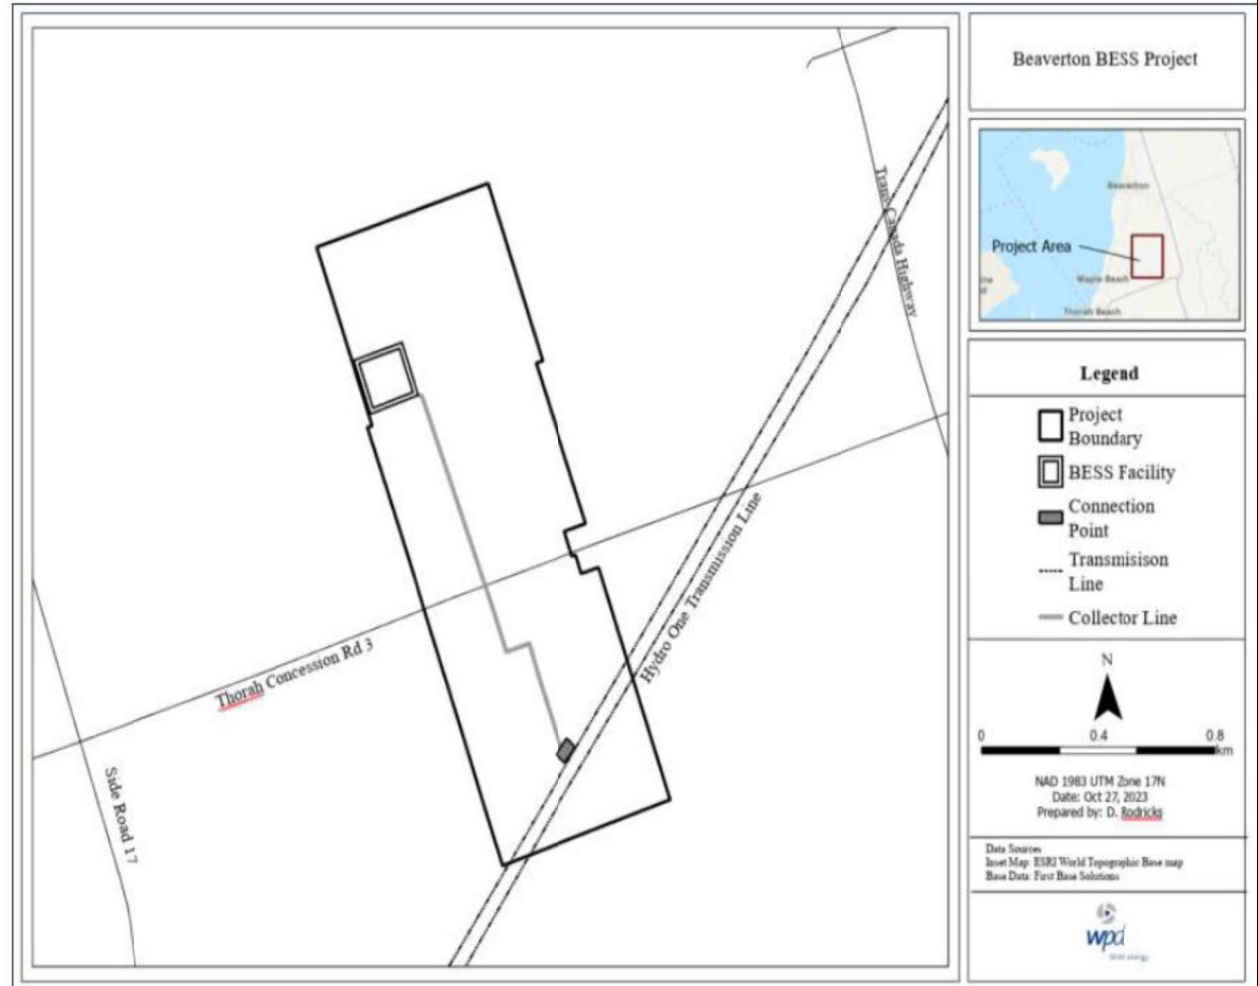 Beaverton BESS Project
Trans-Canada Highway
Hydro One Transmission Line
Thorah Concession Rd 3
Side Road 17
Beaverton
Project Area
Maple Beach
Thorah Beach
Legend
Project
Boundary
BESS Facility
Connection
Point
Transmisison
Line
Collector Line
N
0 0.4 0.8
km
NAD 1983 UTM Zone 17N
Date: Oct 27, 2023
Prepared by: D. Rodricks
Data Sources
Inset Map: ESRI World Topographic Base map
Base Data: First Base Solutions
wpd